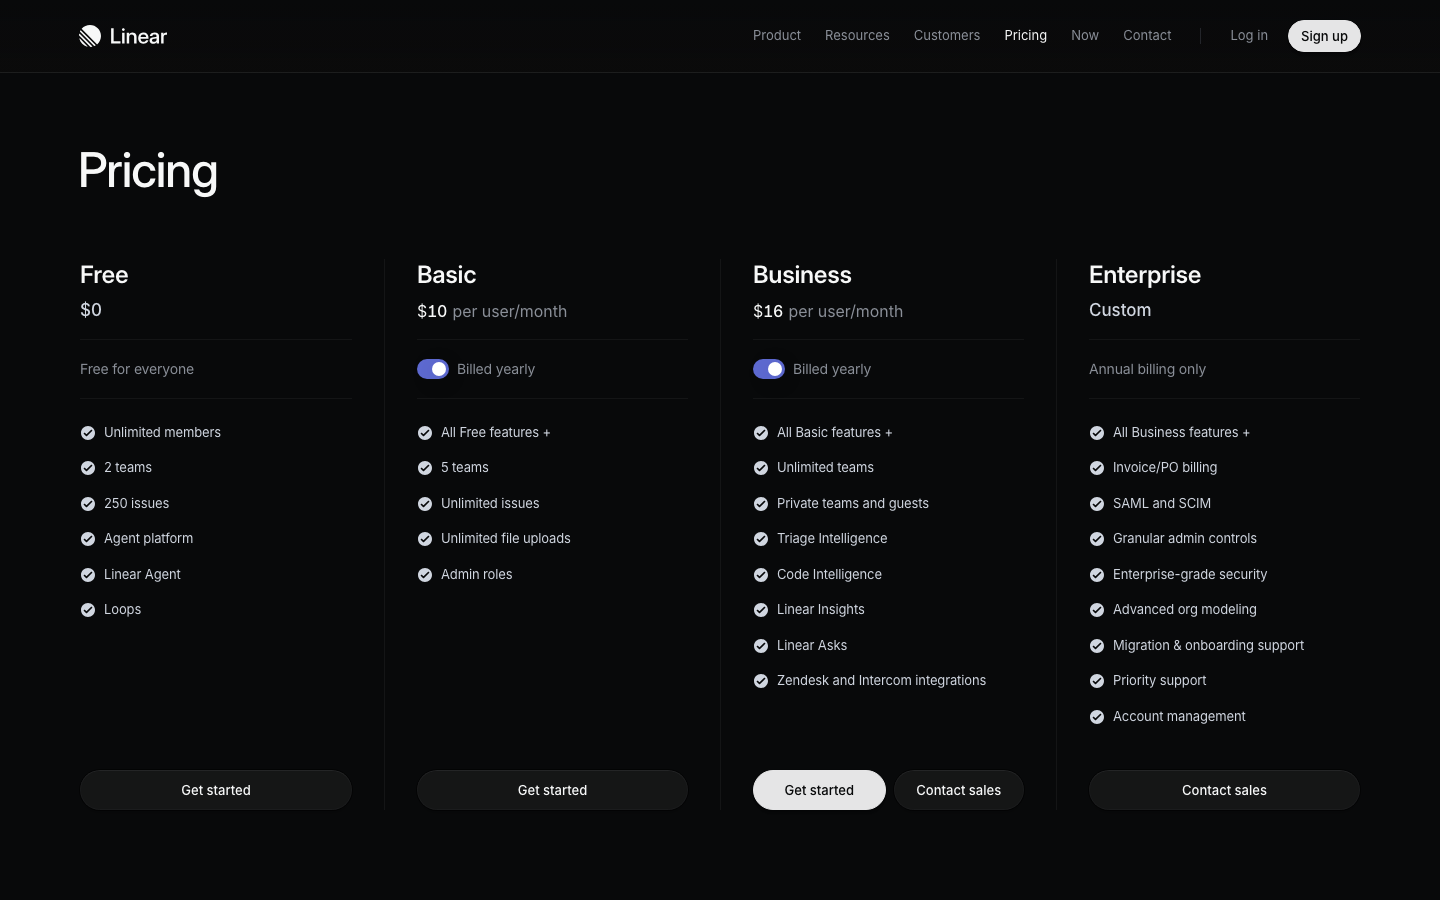 Linear
Product Resources Customers Pricing Now Contact Log in Sign up
Pricing
Free
$0
Free for everyone
Unlimited members
2 teams
250 issues
Agent platform
Linear Agent
Loops
Get started
Basic
$10 per user/month
Billed yearly
All Free features +
5 teams
Unlimited issues
Unlimited file uploads
Admin roles
Get started
Business
$16 per user/month
Billed yearly
All Basic features +
Unlimited teams
Private teams and guests
Triage Intelligence
Code Intelligence
Linear Insights
Linear Asks
Zendesk and Intercom integrations
Get started Contact sales
Enterprise
Custom
Annual billing only
All Business features +
Invoice/PO billing
SAML and SCIM
Granular admin controls
Enterprise-grade security
Advanced org modeling
Migration & onboarding support
Priority support
Account management
Contact sales